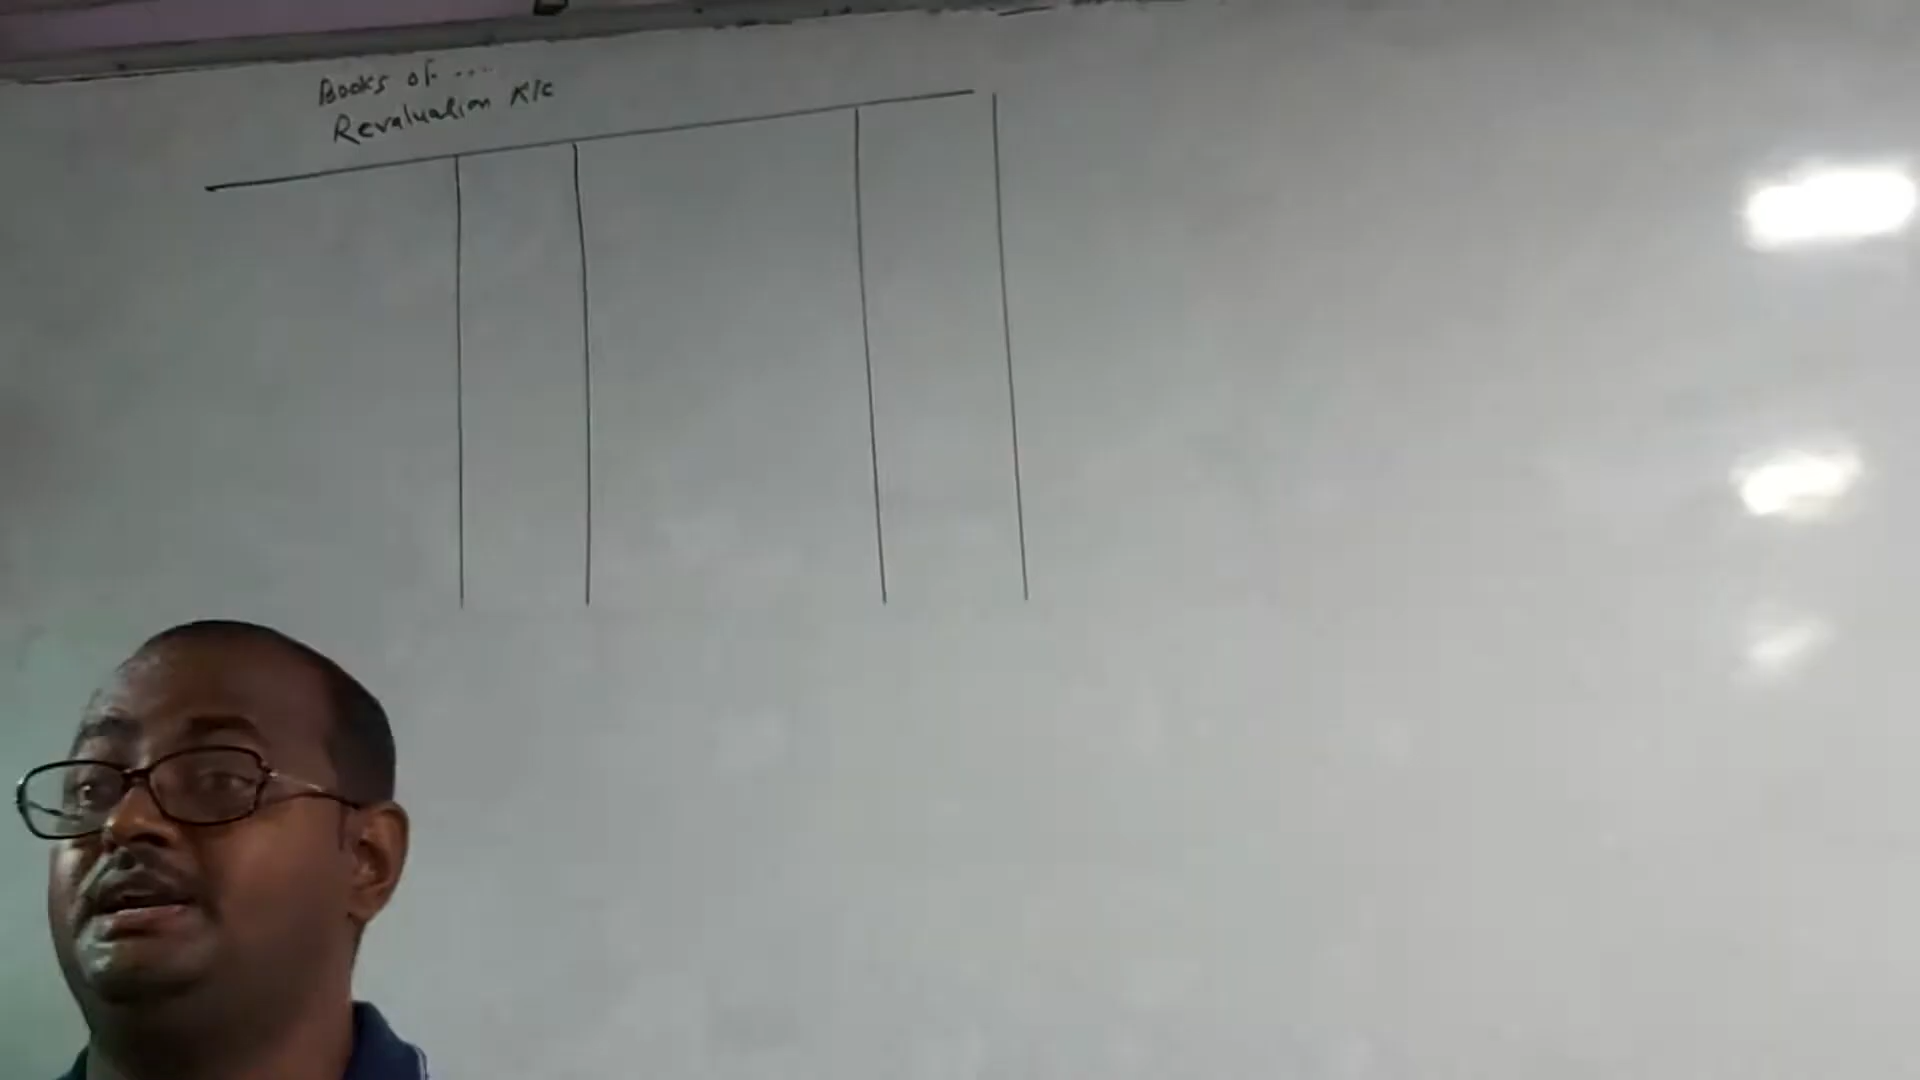 Books of ....
Revaluation A/c